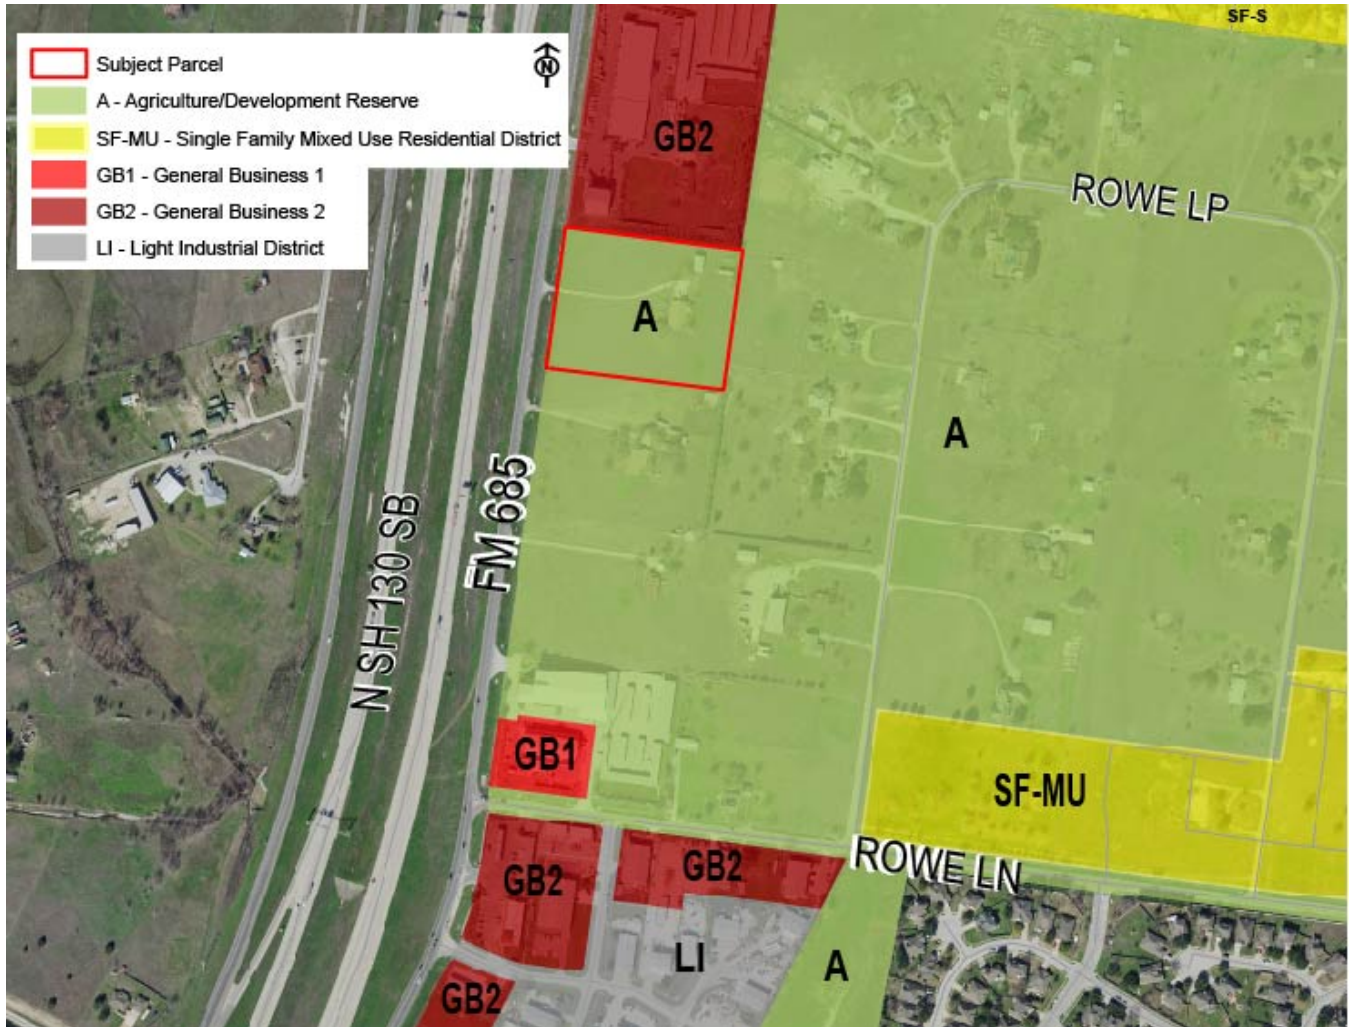 SF-S
Subject Parcel
N
A - Agriculture/Development Reserve
SF-MU - Single Family Mixed Use Residential District
GB1 - General Business 1
GB2 - General Business 2
LI - Light Industrial District
GB2
ROWE LP
A
A
FM 685
N SH 130 SB
GB1
SF-MU
ROWE LN
GB2
GB2
LI
A
GB2